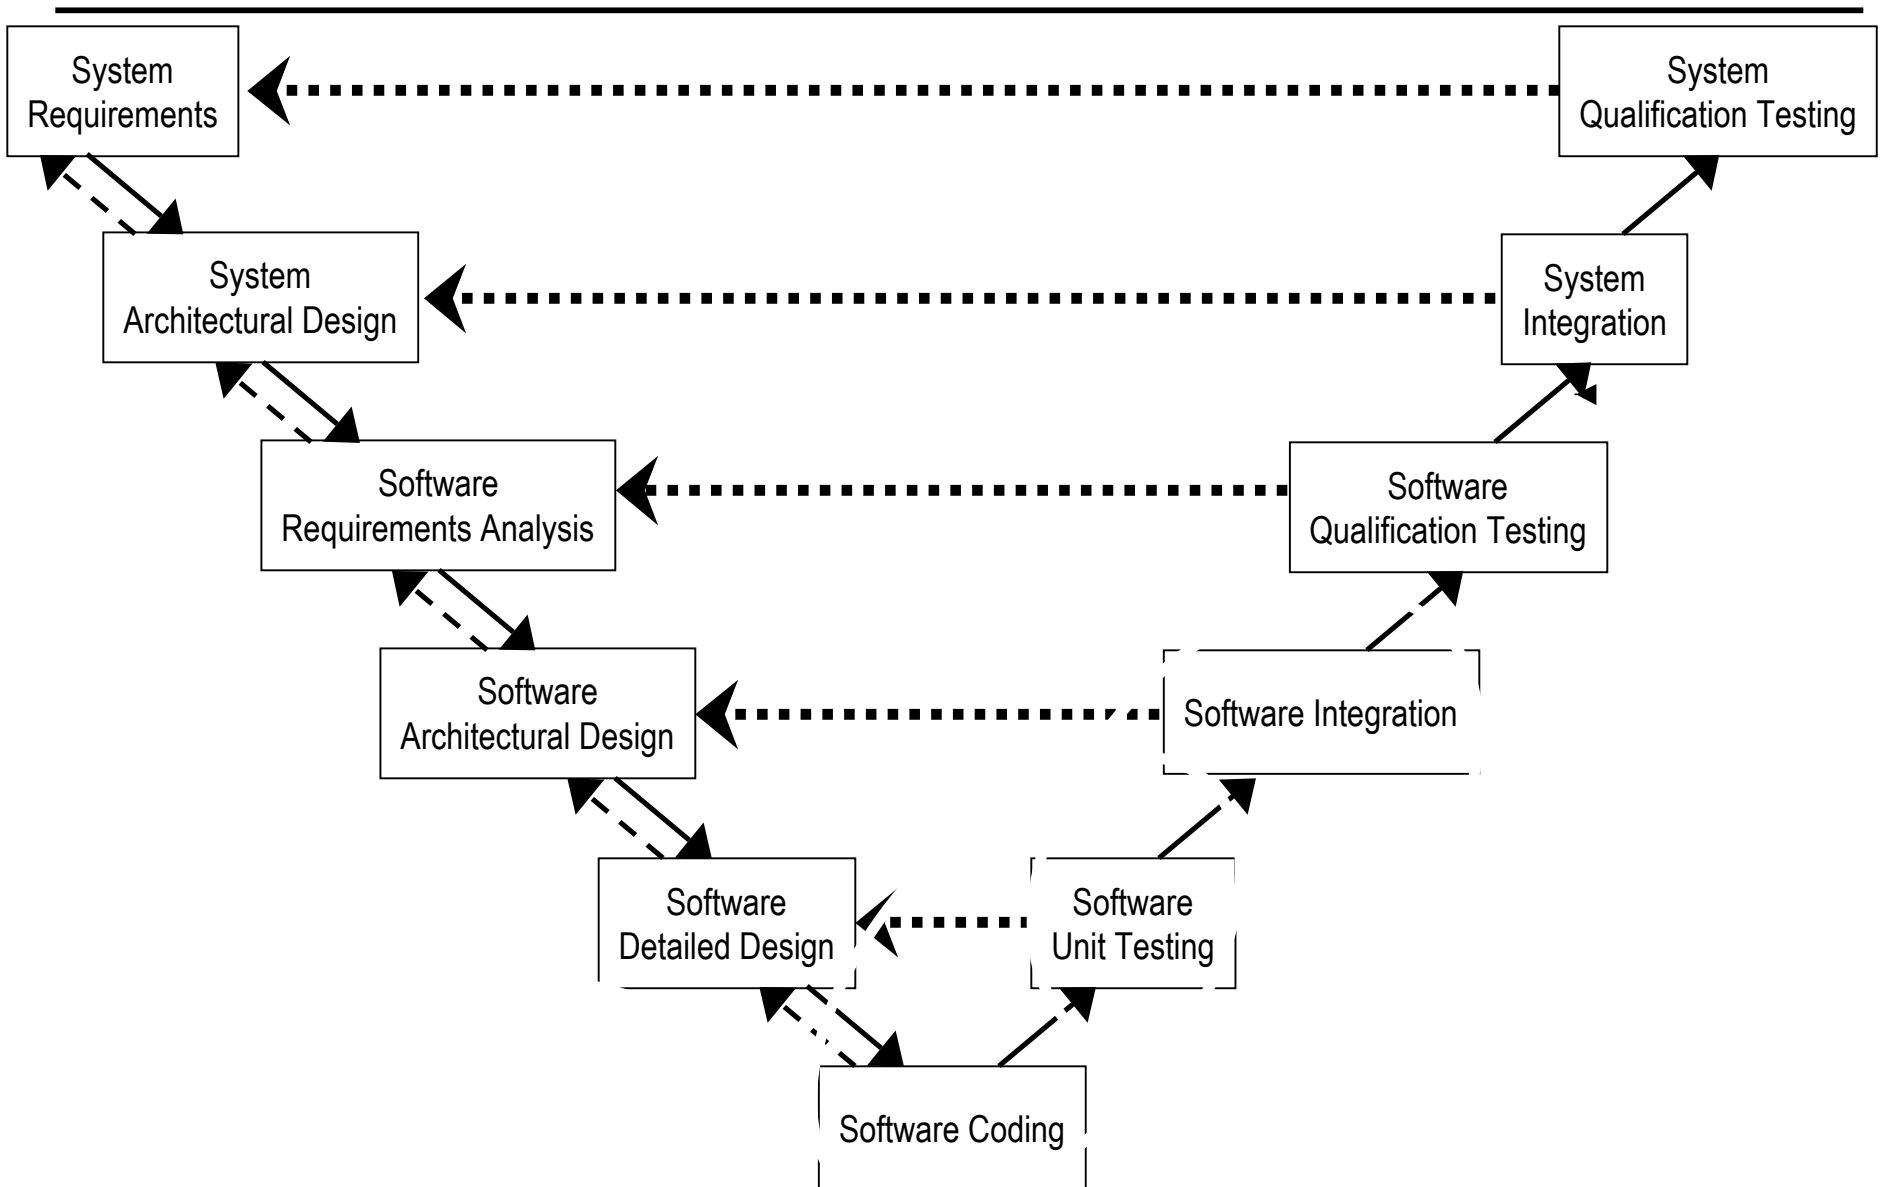 System
Requirements
System
Qualification Testing
System
Architectural Design
System
Integration
Software
Requirements Analysis
Software
Qualification Testing
Software
Architectural Design
Software Integration
Software
Detailed Design
Software
Unit Testing
Software Coding